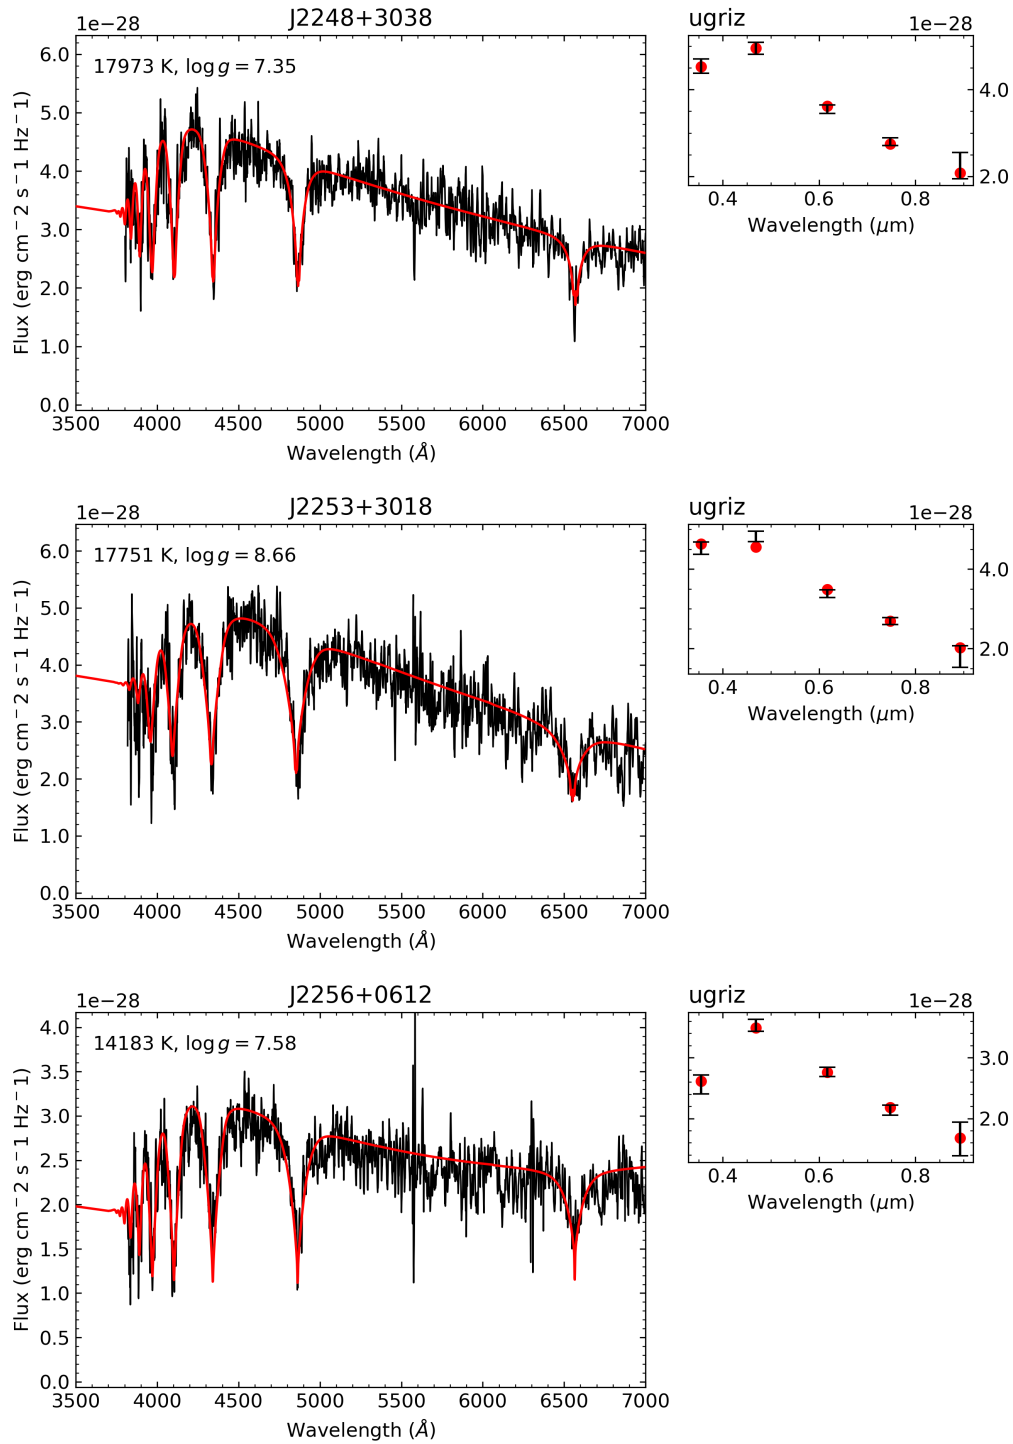 1e−28 J2248+3038 ugriz 1e−28
17973 K, log g = 7.35
6.0
5.0
4.0
3.0
2.0
1.0
0.0
Flux (erg cm−2 s−1 Hz−1)
3500 4000 4500 5000 5500 6000 6500 7000
Wavelength (Å)
4.0
2.0
0.4 0.6 0.8
Wavelength (μm)
1e−28 J2253+3018 ugriz 1e−28
17751 K, log g = 8.66
6.0
5.0
4.0
3.0
2.0
1.0
0.0
Flux (erg cm−2 s−1 Hz−1)
3500 4000 4500 5000 5500 6000 6500 7000
Wavelength (Å)
4.0
2.0
0.4 0.6 0.8
Wavelength (μm)
1e−28 J2256+0612 ugriz 1e−28
14183 K, log g = 7.58
4.0
3.5
3.0
2.5
2.0
1.5
1.0
0.5
0.0
Flux (erg cm−2 s−1 Hz−1)
3500 4000 4500 5000 5500 6000 6500 7000
Wavelength (Å)
3.0
2.0
0.4 0.6 0.8
Wavelength (μm)